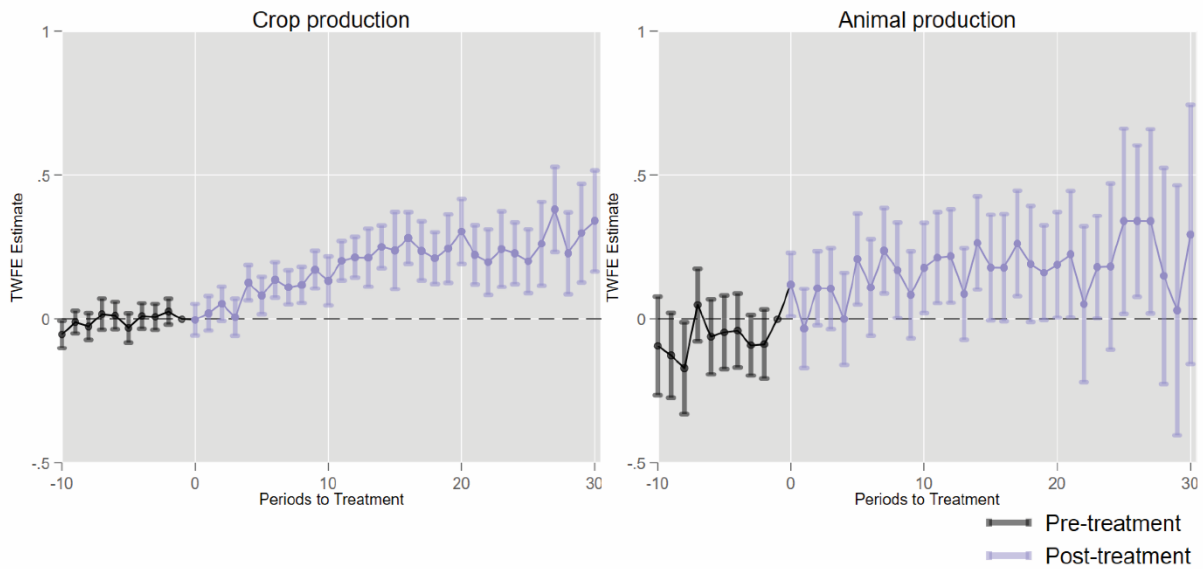 Crop production
1
.5
0
-.5
TWFE Estimate
-10
0
10
20
30
Periods to Treatment
Animal production
1
.5
0
-.5
TWFE Estimate
-10
0
10
20
30
Periods to Treatment
Pre-treatment
Post-treatment